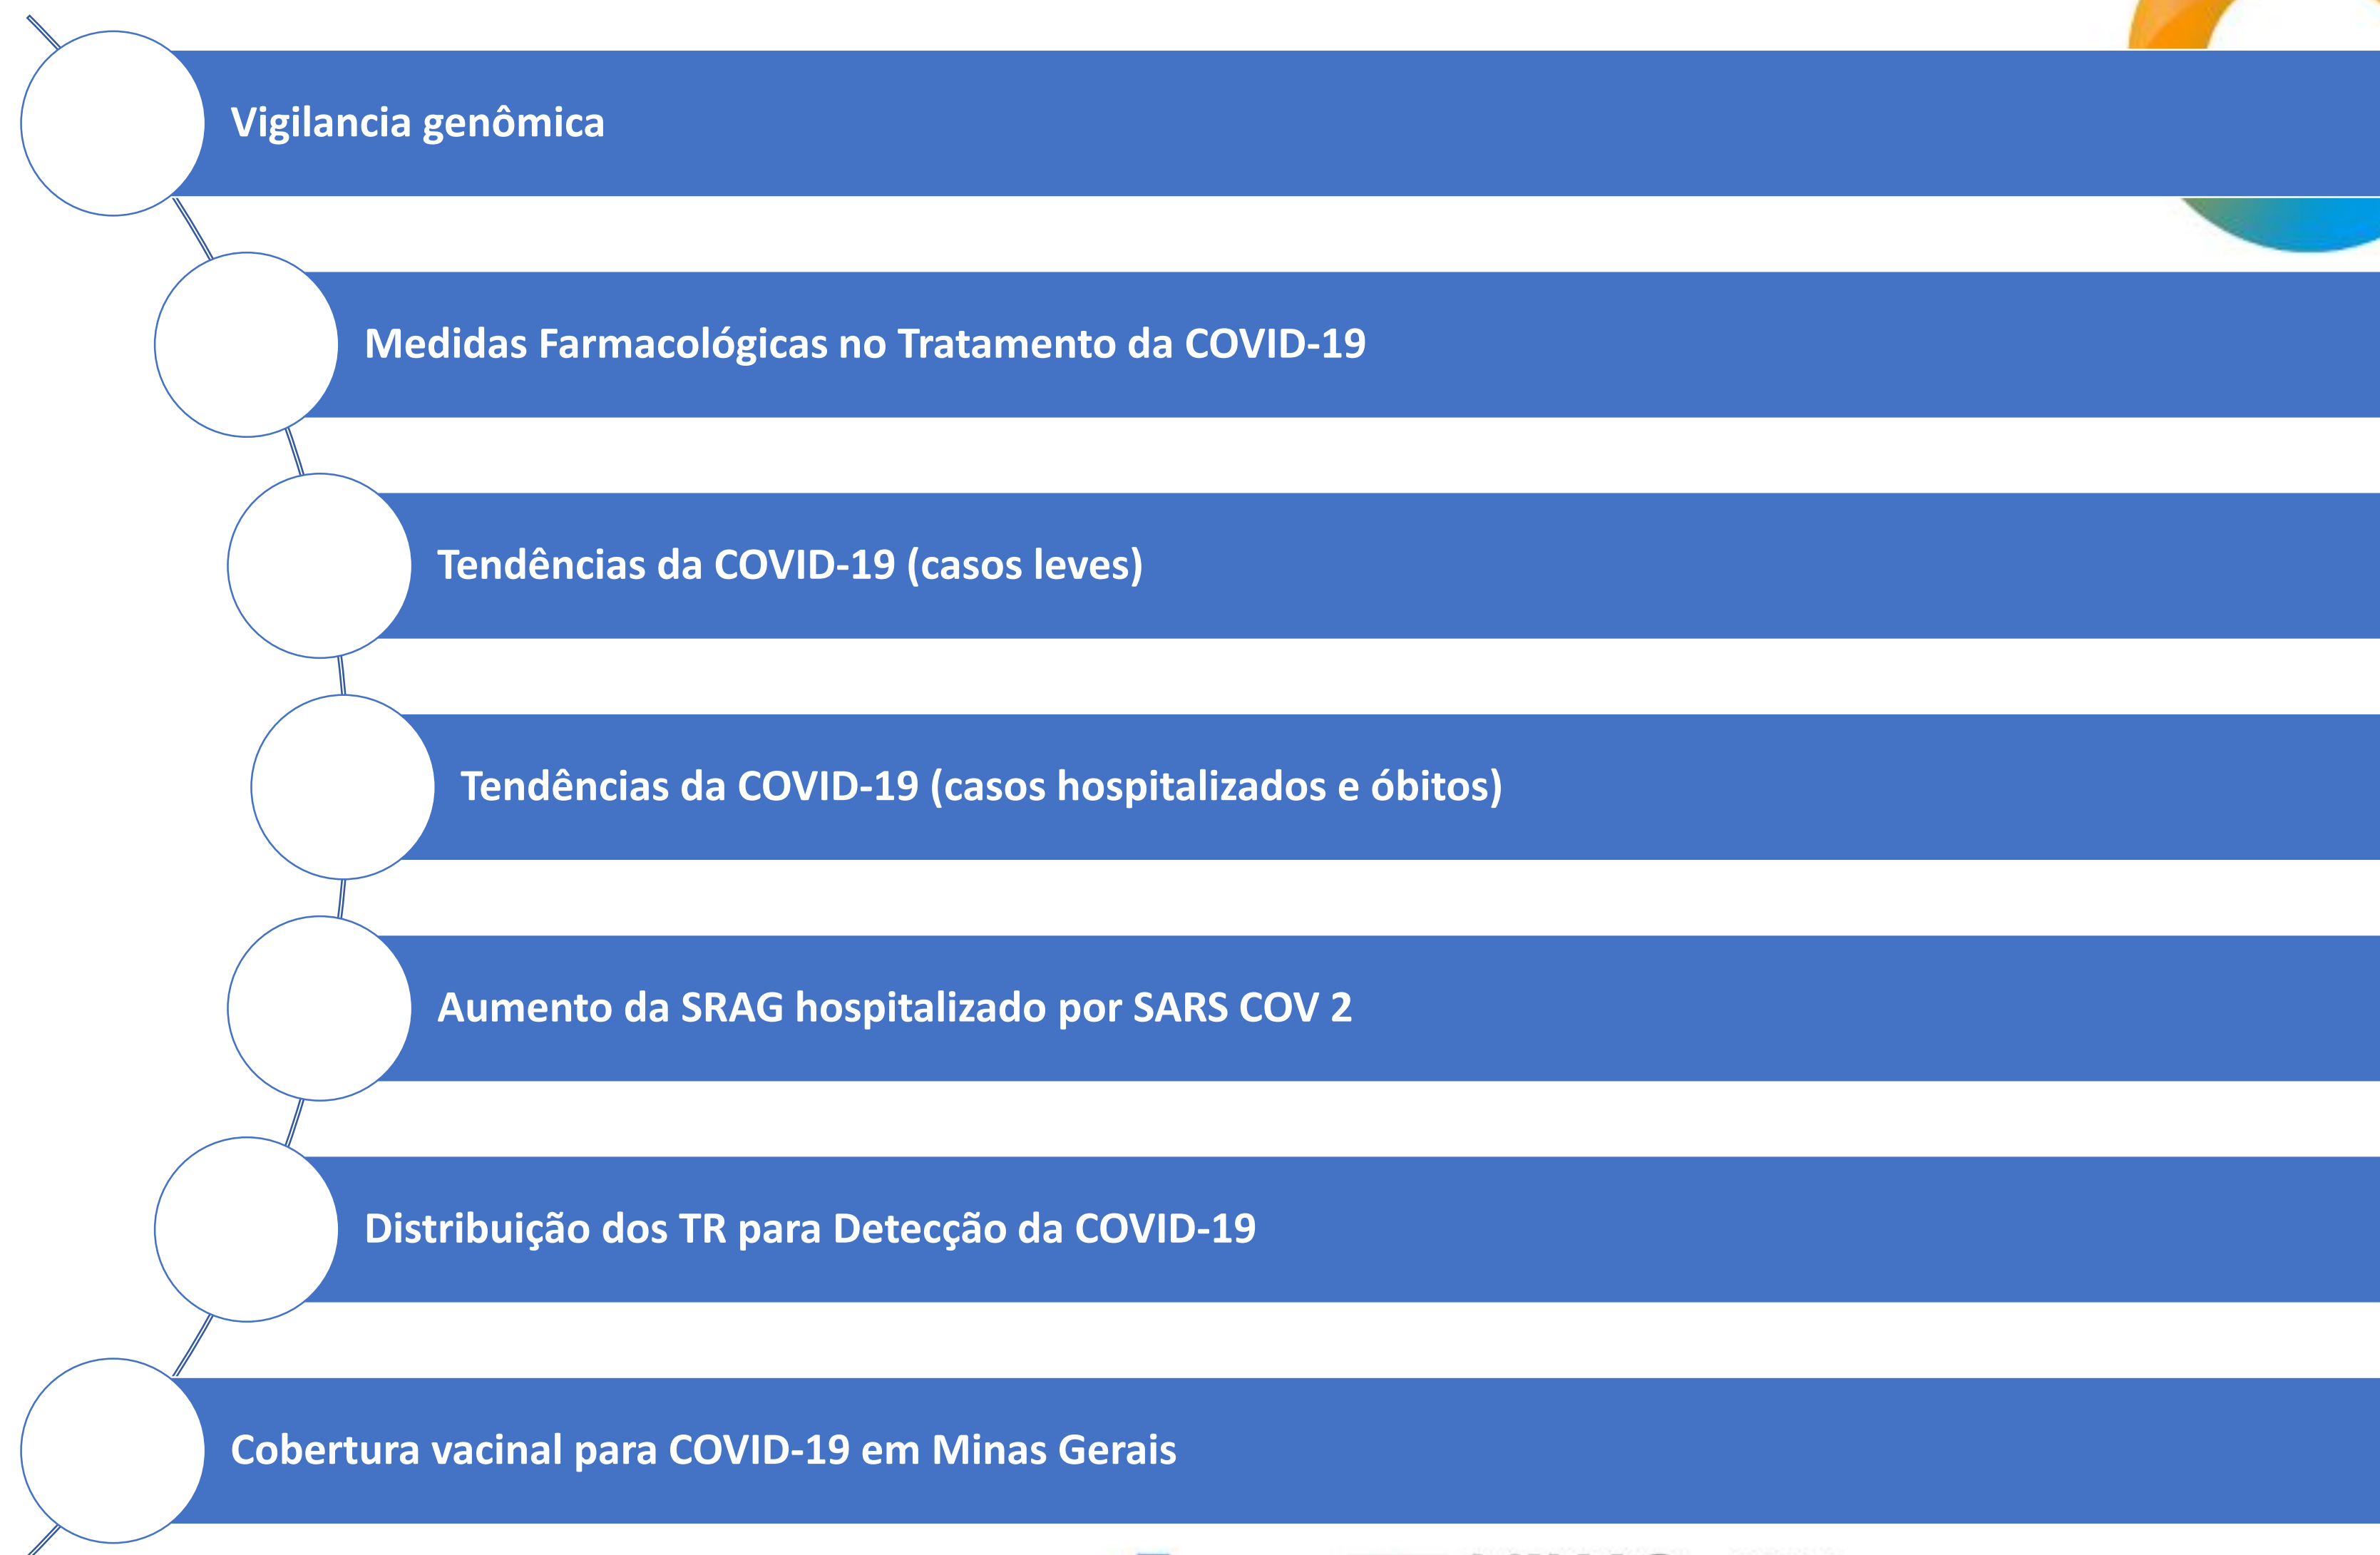 Vigilancia genômica
Medidas Farmacológicas no Tratamento da COVID-19
Tendências da COVID-19 (casos leves)
Tendências da COVID-19 (casos hospitalizados e óbitos)
Aumento da SRAG hospitalizado por SARS COV 2
Distribuição dos TR para Detecção da COVID-19
Cobertura vacinal para COVID-19 em Minas Gerais